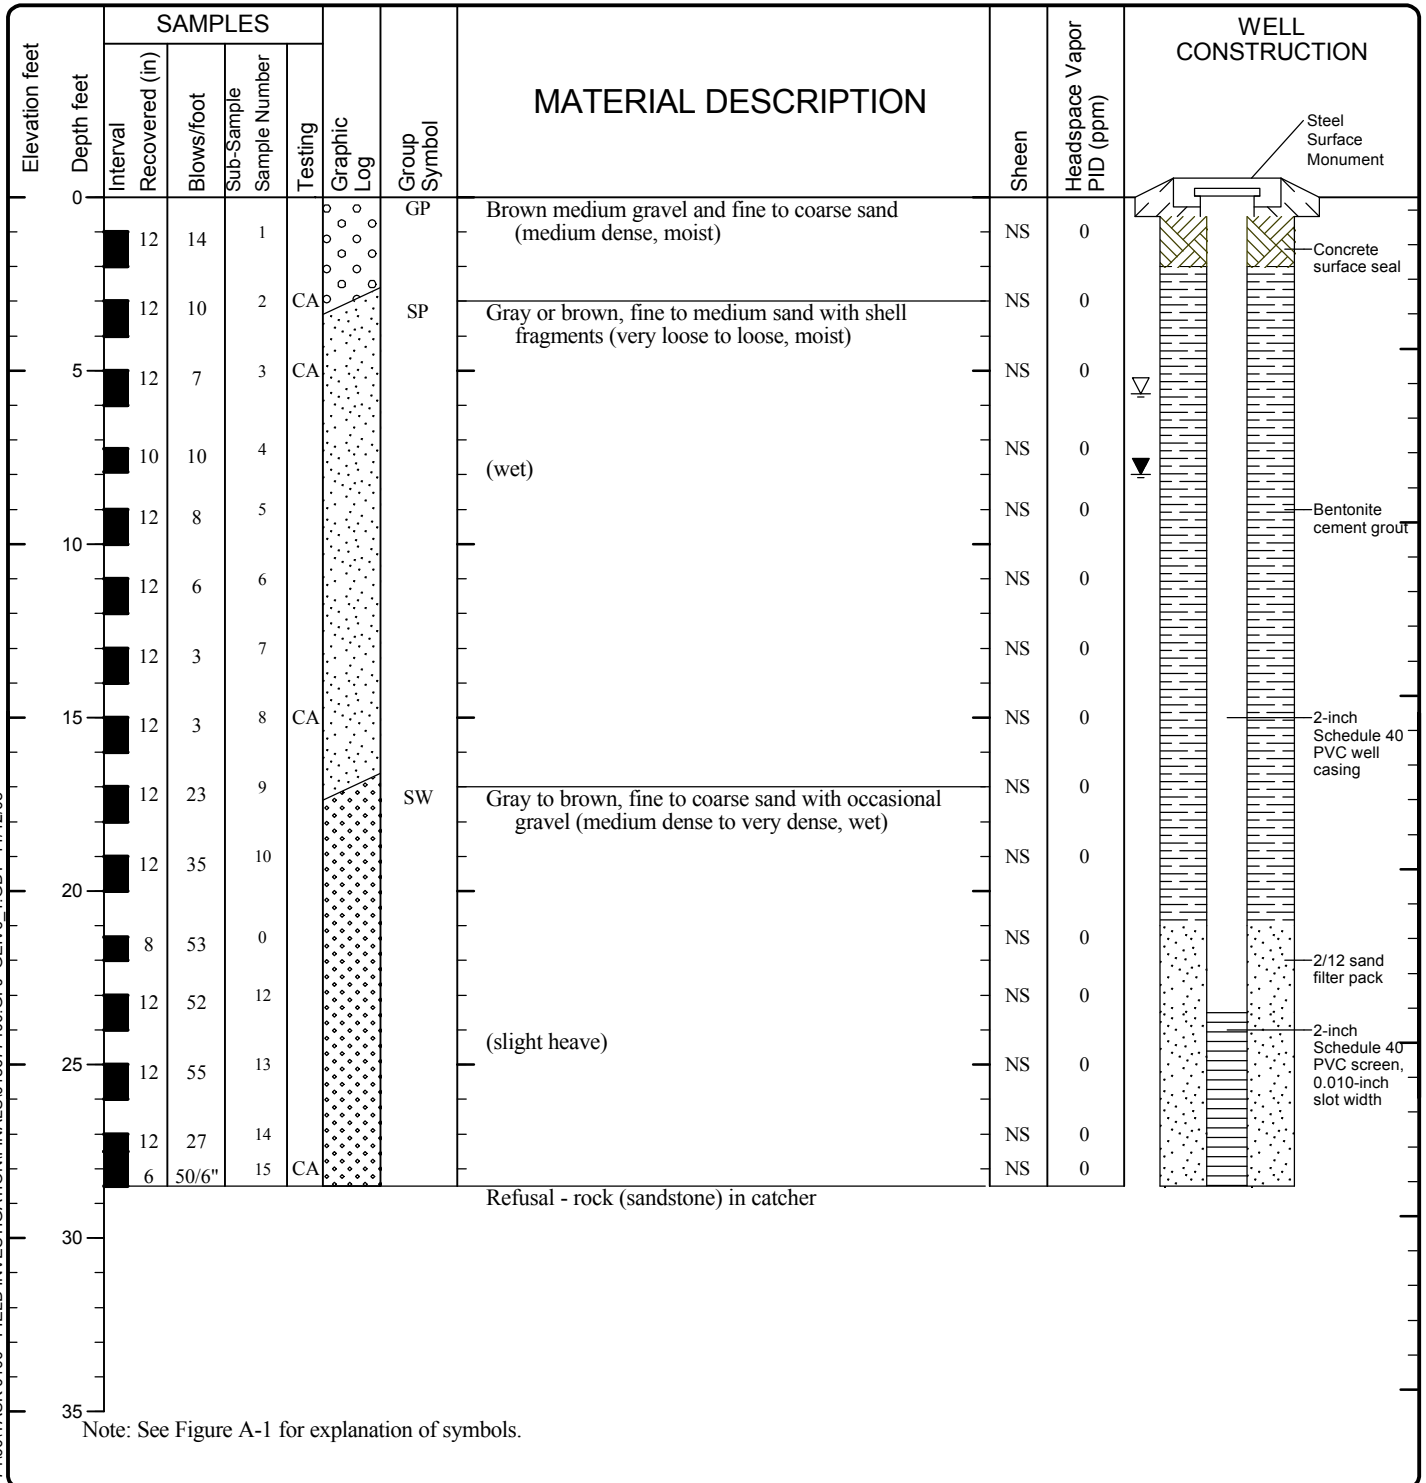 SAMPLES
Elevation feet
Depth feet
Interval
Recovered (in)
Blows/foot
Sub-Sample
Sample Number
Testing
Graphic
Log
Group
Symbol
MATERIAL DESCRIPTION
Sheen
Headspace Vapor
PID (ppm)
WELL
CONSTRUCTION
Steel
Surface
Monument
0
GP Brown medium gravel and fine to coarse sand
(medium dense, moist)
12 14 1 NS 0
Concrete
surface seal
12 10 2 CA NS 0
SP Gray or brown, fine to medium sand with shell
fragments (very loose to loose, moist)
5
12 7 3 CA NS 0
10 10 4 NS 0
(wet)
12 8 5 NS 0
Bentonite
cement grout
10
12 6 6 NS 0
12 3 7 NS 0
15
12 3 8 CA NS 0
2-inch
Schedule 40
PVC well
casing
12 23 9 NS 0
SW Gray to brown, fine to coarse sand with occasional
gravel (medium dense to very dense, wet)
12 35 10 NS 0
20
8 53 0 NS 0
2/12 sand
filter pack
12 52 12 NS 0
(slight heave)
2-inch
Schedule 40
PVC screen,
0.010-inch
slot width
25
12 55 13 NS 0
12 27 14 NS 0
6 50/6" 15 CA NS 0
Refusal - rock (sandstone) in catcher
30
35
Note: See Figure A-1 for explanation of symbols.